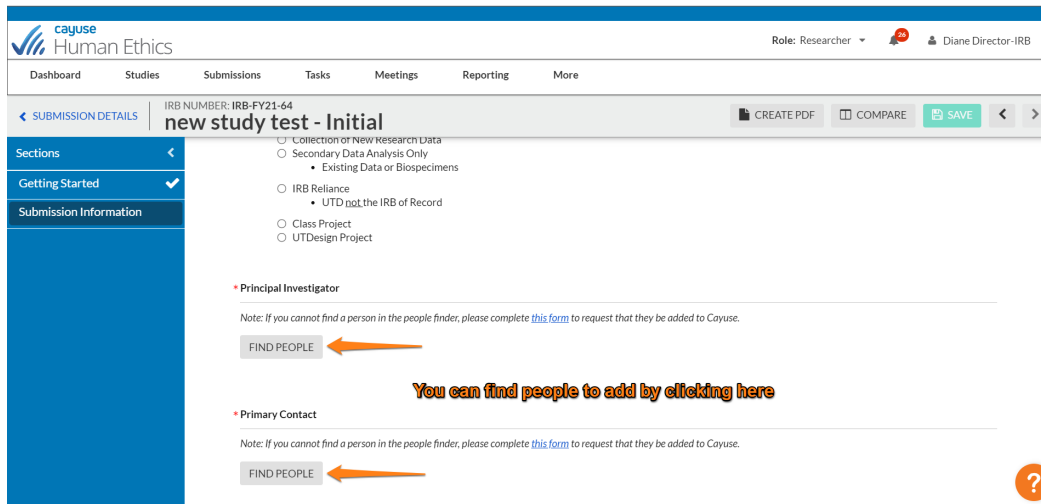 cayuse
Human Ethics
Role: Researcher
26
Diane Director-IRB
Dashboard Studies Submissions Tasks Meetings Reporting More
SUBMISSION DETAILS
IRB NUMBER: IRB-FY21-64
new study test - Initial
CREATE PDF
COMPARE
SAVE
Sections
Getting Started
Submission Information
Collection of New Research Data
Secondary Data Analysis Only
• Existing Data or Biospecimens
IRB Reliance
• UTD not the IRB of Record
Class Project
UTDesign Project
* Principal Investigator
Note: If you cannot find a person in the people finder, please complete this form to request that they be added to Cayuse.
FIND PEOPLE
You can find people to add by clicking here
* Primary Contact
Note: If you cannot find a person in the people finder, please complete this form to request that they be added to Cayuse.
FIND PEOPLE
?